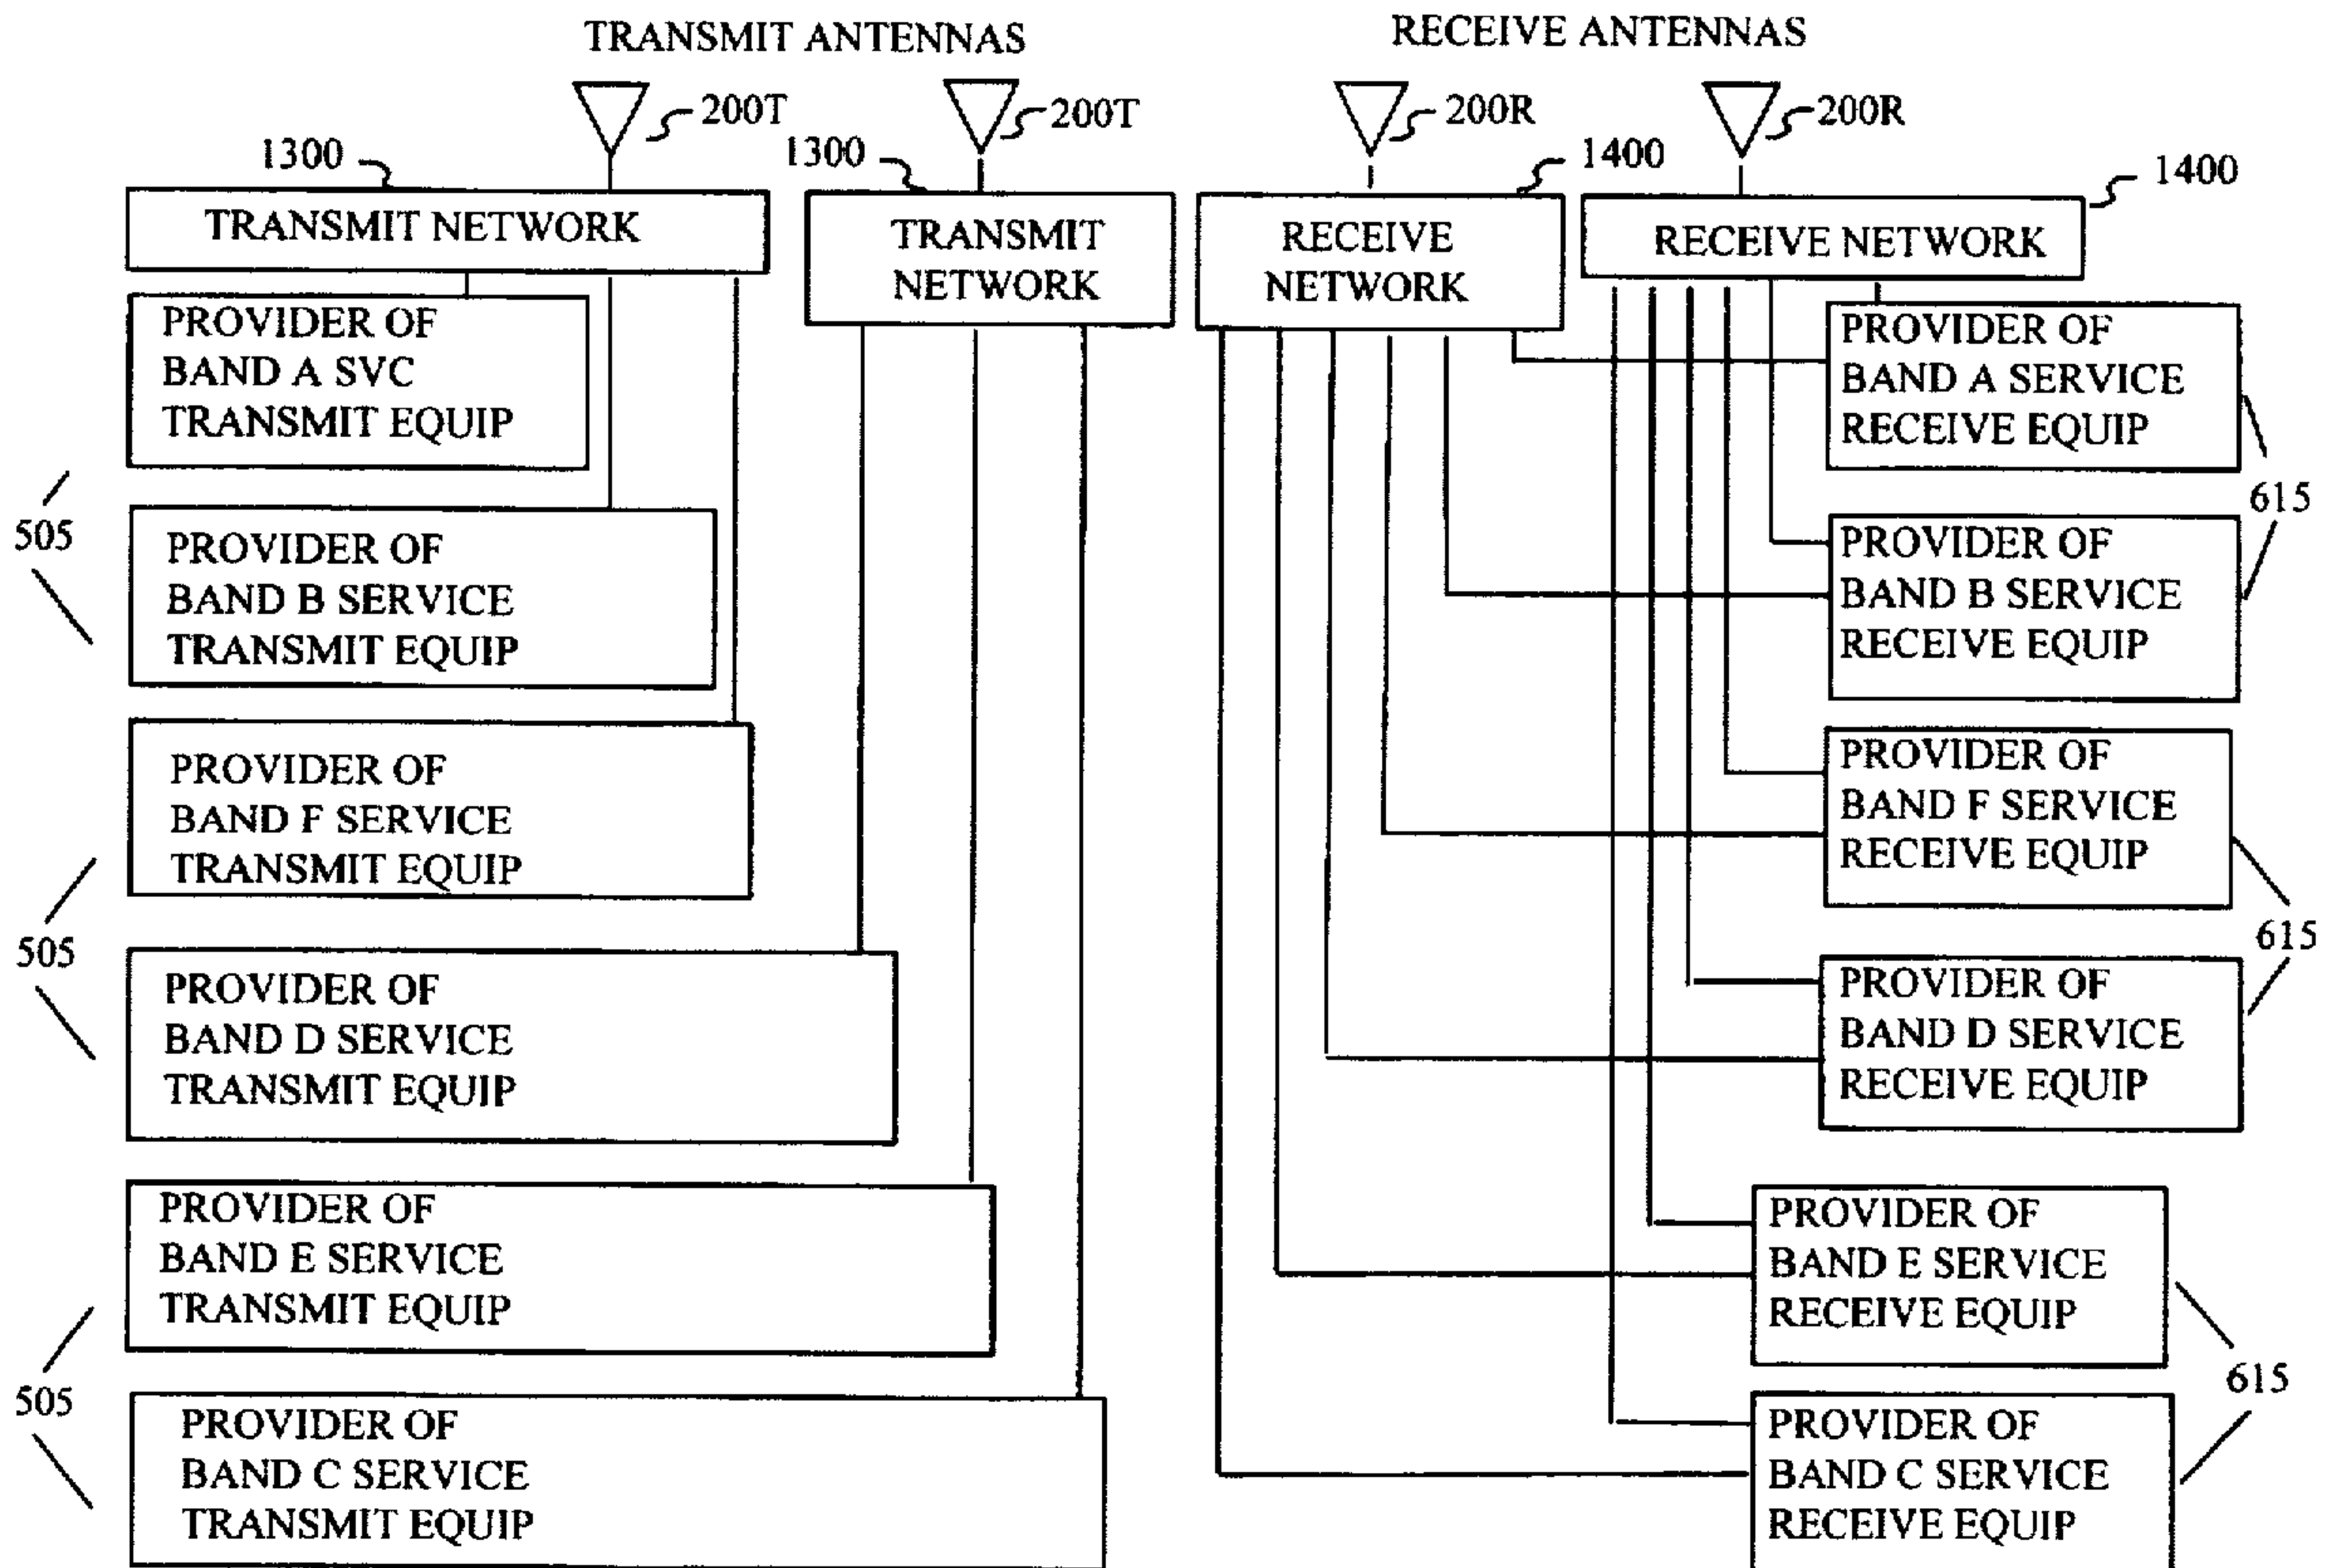 TRANSMIT ANTENNAS
RECEIVE ANTENNAS
200T
200T
200R
200R
1300
1300
1400
1400
TRANSMIT NETWORK
TRANSMIT
NETWORK
RECEIVE
NETWORK
RECEIVE NETWORK
PROVIDER OF
BAND A SVC
TRANSMIT EQUIP
505
PROVIDER OF
BAND B SERVICE
TRANSMIT EQUIP
PROVIDER OF
BAND F SERVICE
TRANSMIT EQUIP
505
PROVIDER OF
BAND D SERVICE
TRANSMIT EQUIP
PROVIDER OF
BAND E SERVICE
TRANSMIT EQUIP
505
PROVIDER OF
BAND C SERVICE
TRANSMIT EQUIP
PROVIDER OF
BAND A SERVICE
RECEIVE EQUIP
615
PROVIDER OF
BAND B SERVICE
RECEIVE EQUIP
PROVIDER OF
BAND F SERVICE
RECEIVE EQUIP
615
PROVIDER OF
BAND D SERVICE
RECEIVE EQUIP
PROVIDER OF
BAND E SERVICE
RECEIVE EQUIP
615
PROVIDER OF
BAND C SERVICE
RECEIVE EQUIP